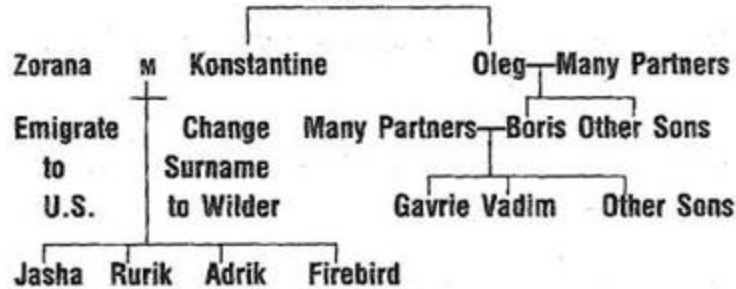 Zorana M Konstantine Oleg Many Partners
Emigrate Change Many Partners Boris Other Sons
to Surname
U.S. to Wilder Gavrie Vadim Other Sons
Jasha Rurik Adrik Firebird